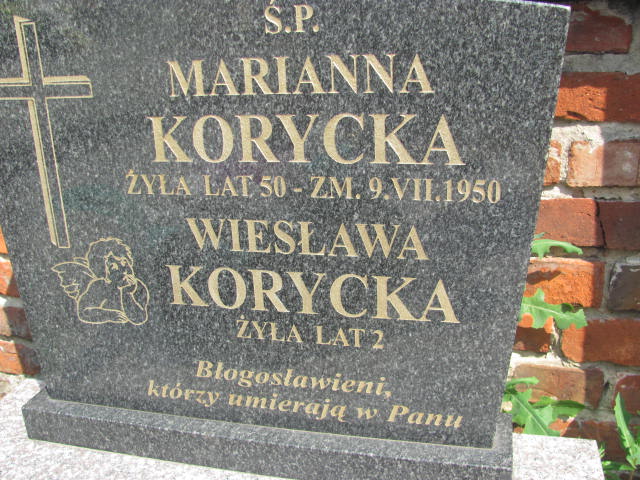 Ś.P.
MARIANNA
KORYCKA
ŻYŁA LAT 50 - ZM. 9.VII.1950
WIESŁAWA
KORYCKA
ŻYŁA LAT 2
Błogosławieni,
którzy umierają w Panu